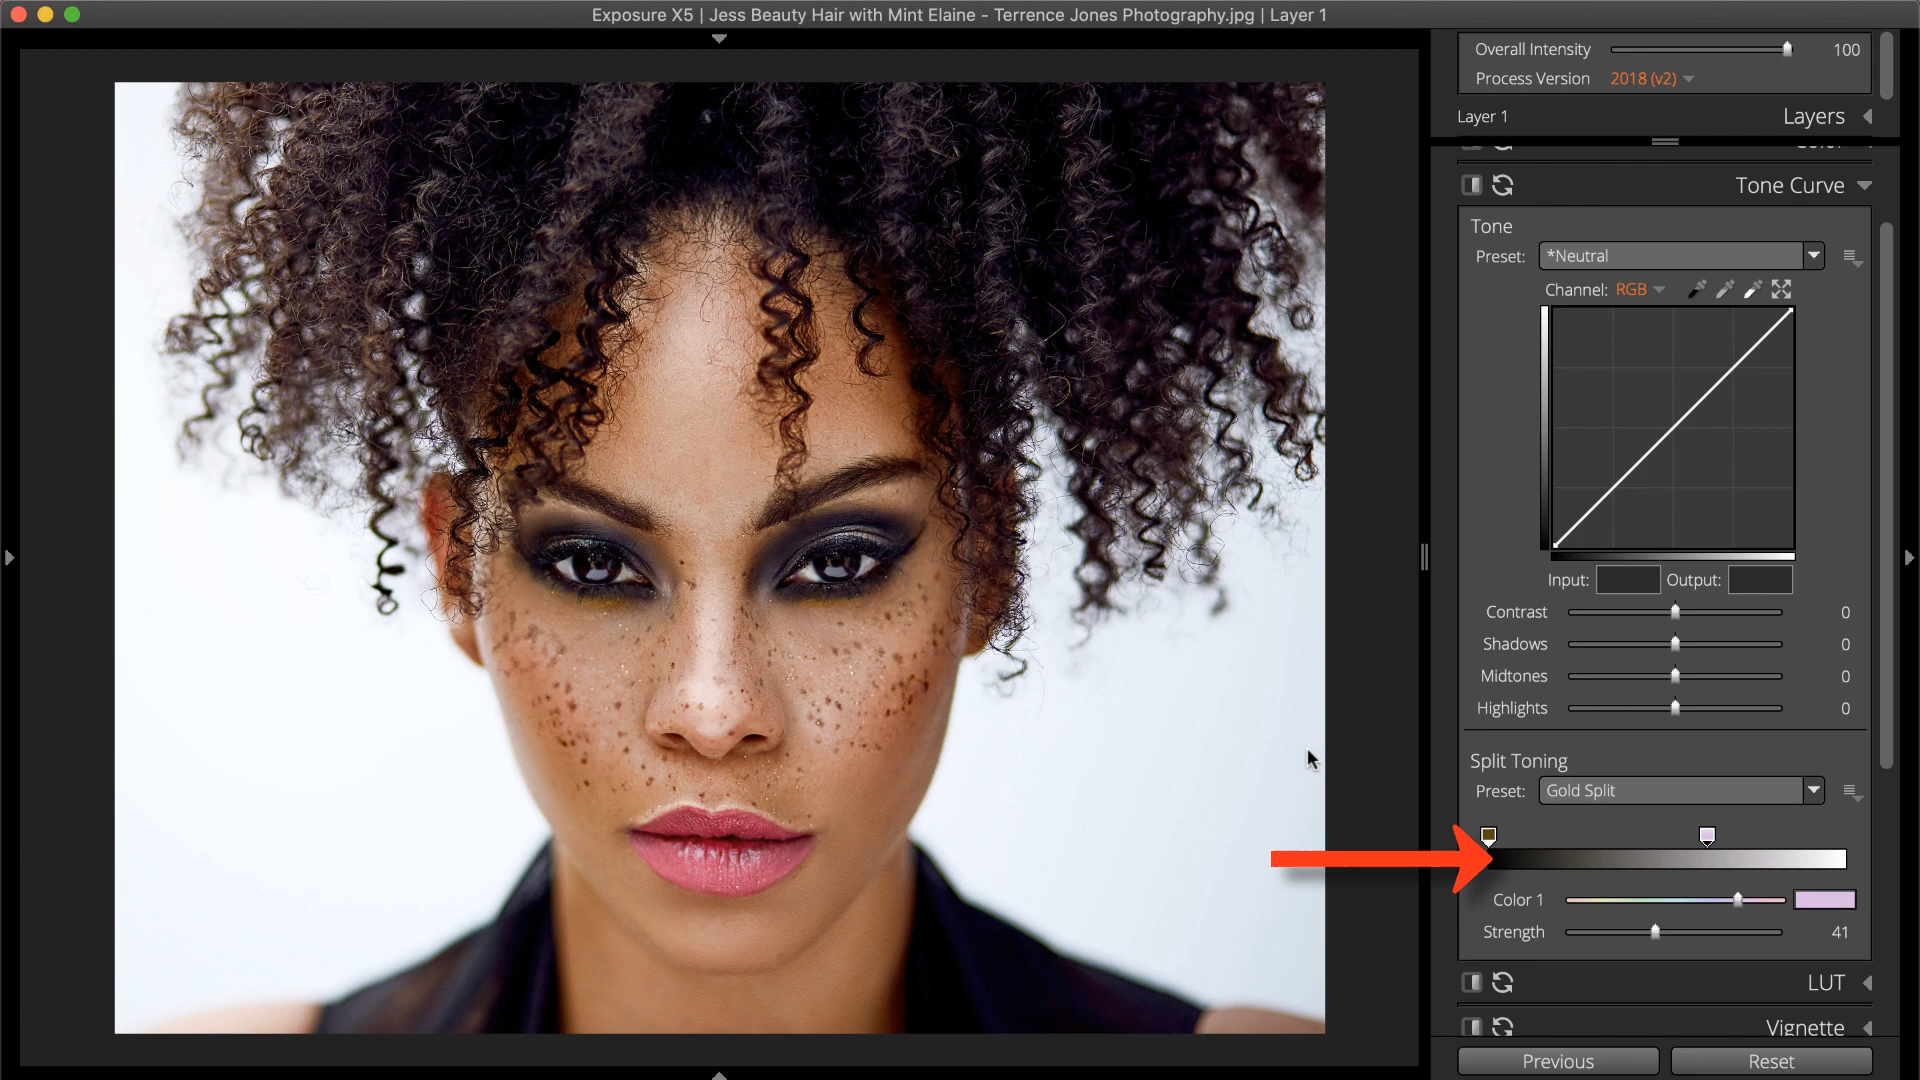 Exposure X5 | Jess Beauty Hair with Mint Elaine - Terrence Jones Photography.jpg | Layer 1
Overall Intensity 100
Process Version 2018 (v2)
Layer 1 Layers
Color
Tone Curve
Tone
Preset: *Neutral
Channel: RGB
Input: Output:
Contrast 0
Shadows 0
Midtones 0
Highlights 0
Split Toning
Preset: Gold Split
Color 1
Strength 41
LUT
Vignette
Previous Reset